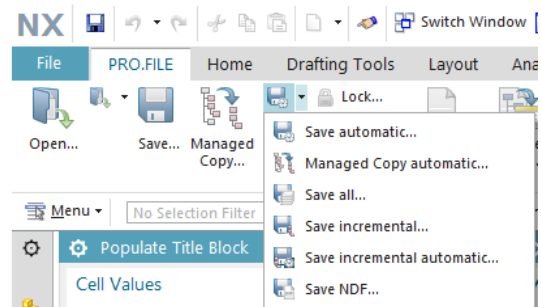 NX Switch Window
File PRO.FILE Home Drafting Tools Layout Ana
Lock...
Open... Save... Managed
Copy...
Save automatic...
Managed Copy automatic...
Save all...
Menu No Selection Filter
Save incremental...
Populate Title Block
Save incremental automatic...
Cell Values
Save NDF...